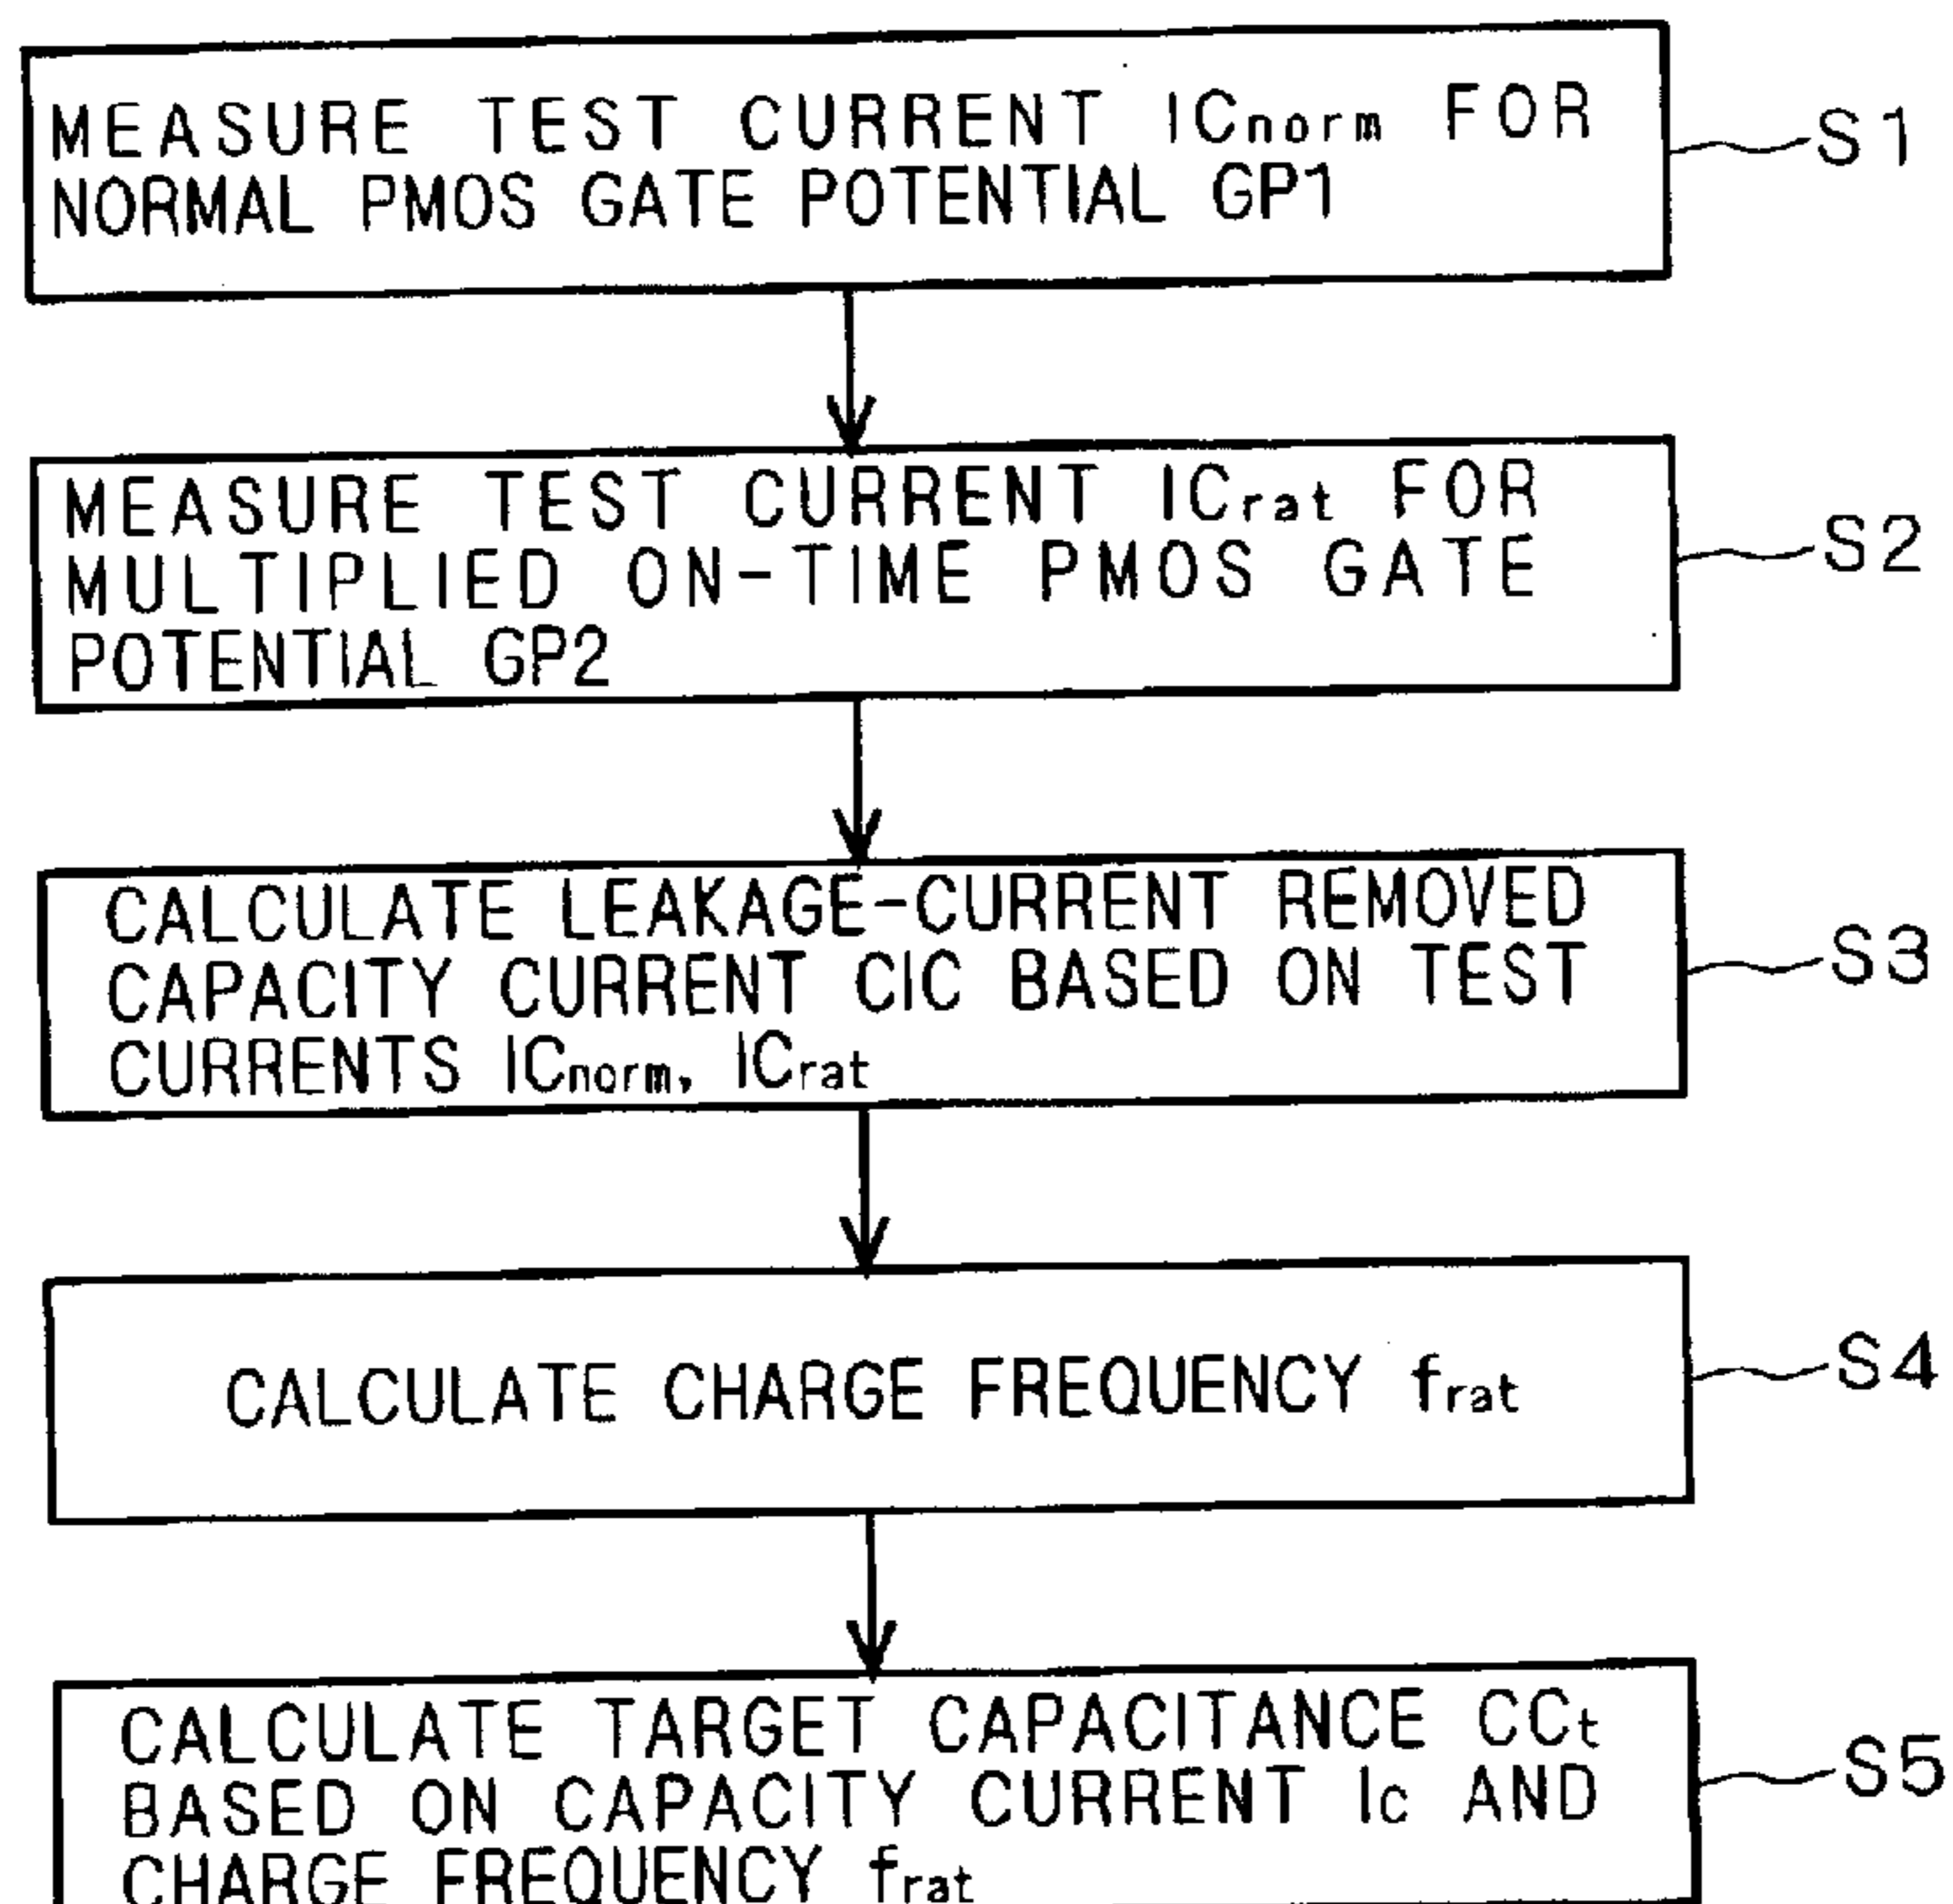 MEASURE TEST CURRENT ICnorm FOR
NORMAL PMOS GATE POTENTIAL GP1
S1
MEASURE TEST CURRENT ICrat FOR
MULTIPLIED ON-TIME PMOS GATE
POTENTIAL GP2
S2
CALCULATE LEAKAGE-CURRENT REMOVED
CAPACITY CURRENT CIC BASED ON TEST
CURRENTS ICnorm, ICrat
S3
CALCULATE CHARGE FREQUENCY frat
S4
CALCULATE TARGET CAPACITANCE CCt
BASED ON CAPACITY CURRENT Ic AND
CHARGE FREQUENCY frat
S5